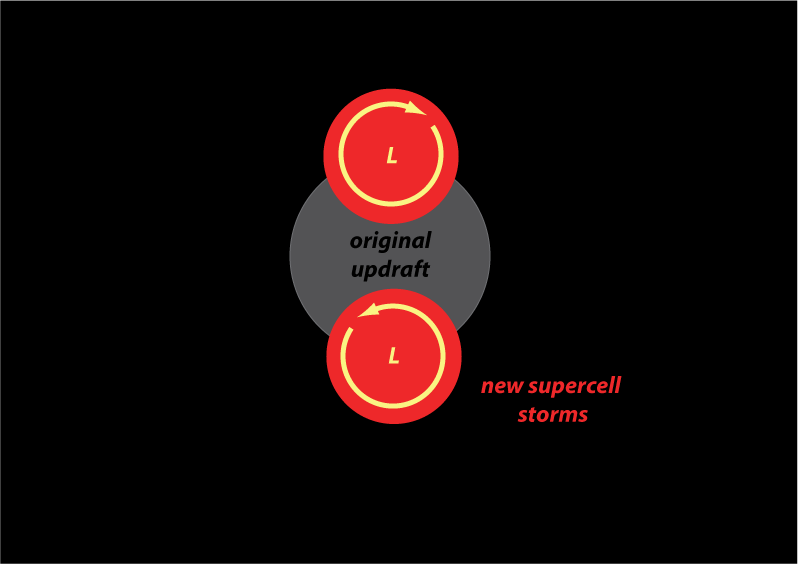 L
original
updraft
L
new supercell
storms